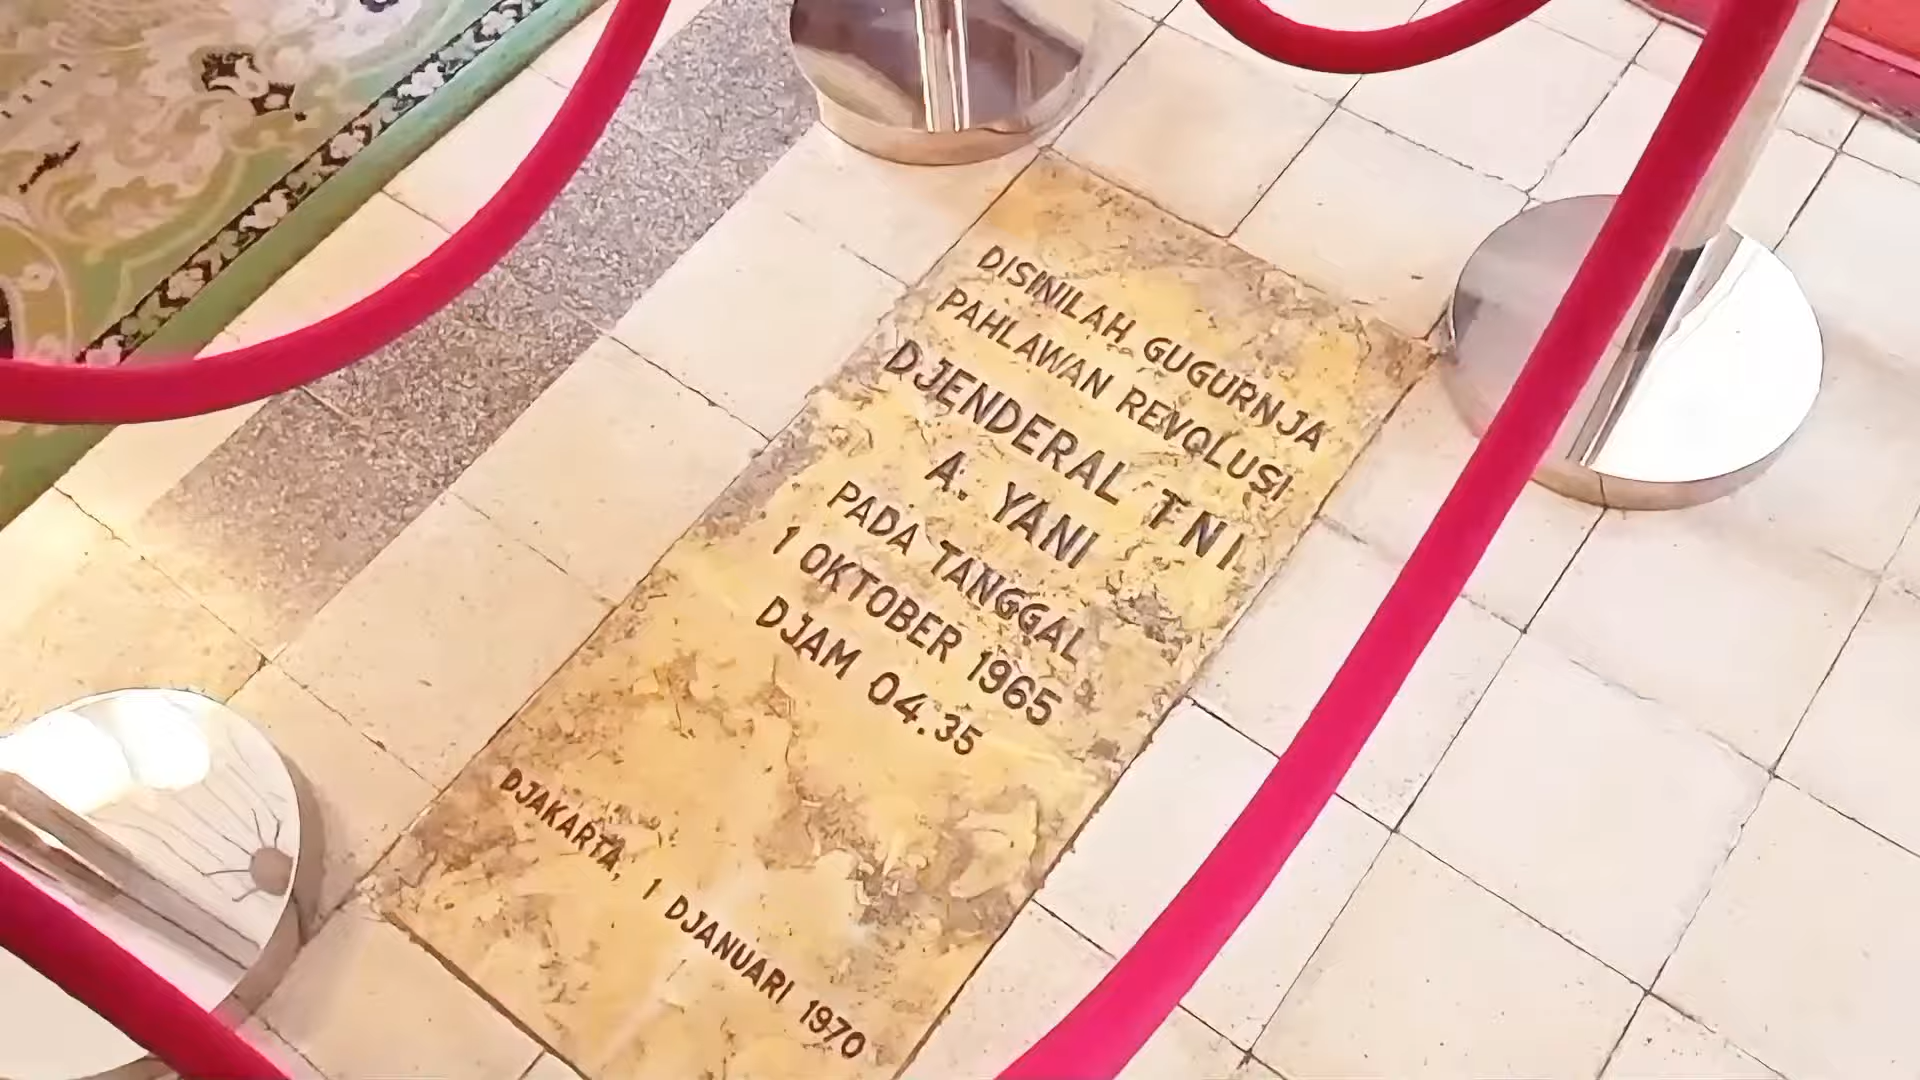 DISINILAH GUGURNJA
PAHLAWAN REVOLUSI
DJENDERAL TNI
A. YANI
PADA TANGGAL
1 OKTOBER 1965
DJAM 04.35
DJAKARTA, 1 DJANUARI 1970